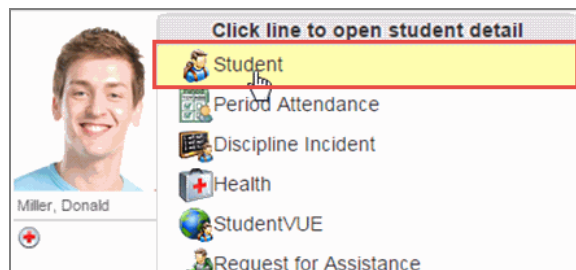 Click line to open student detail
Student
Period Attendance
Discipline Incident
Health
Miller, Donald
StudentVUE
Request for Assistance